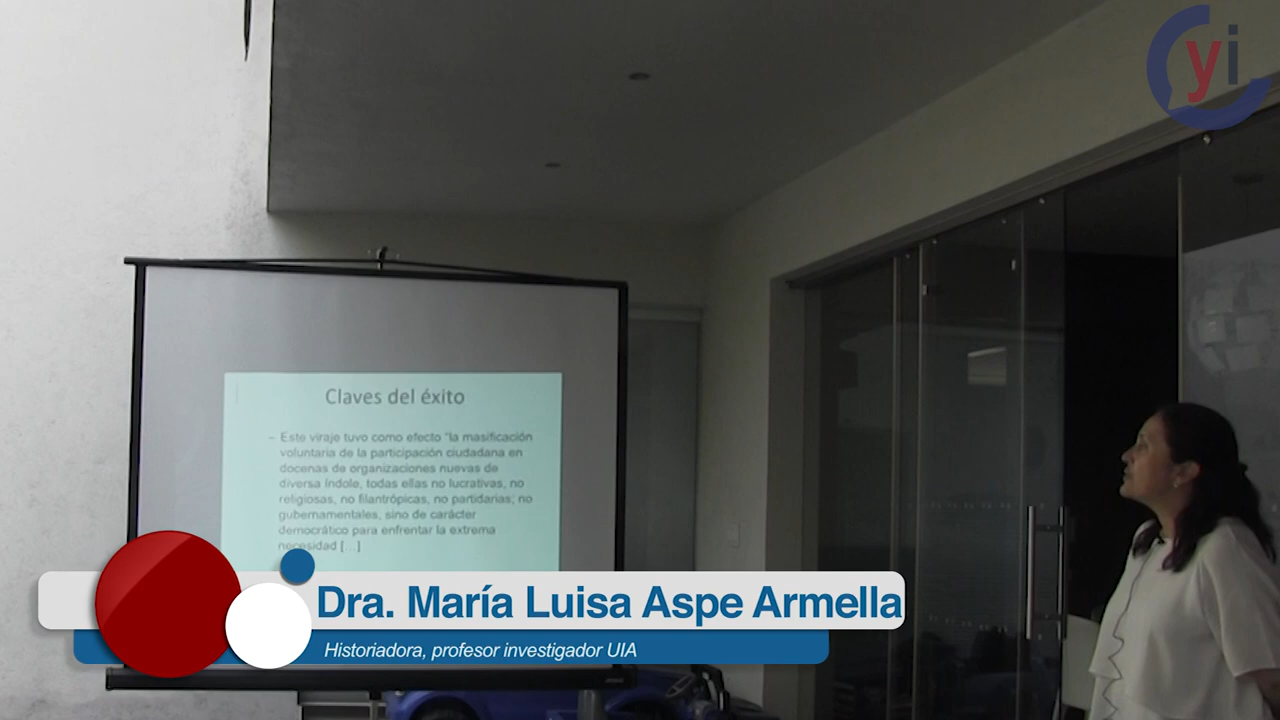 yi
Claves del éxito
– Este viraje tuvo como efecto “la masificación
voluntaria de la participación ciudadana en
docenas de organizaciones nuevas de
diversa índole, todas ellas no lucrativas, no
religiosas, no filantrópicas, no partidarias; no
gubernamentales, sino de carácter
democrático para enfrentar la extrema
necesidad […]
Dra. María Luisa Aspe Armella
Historiadora, profesor investigador UIA